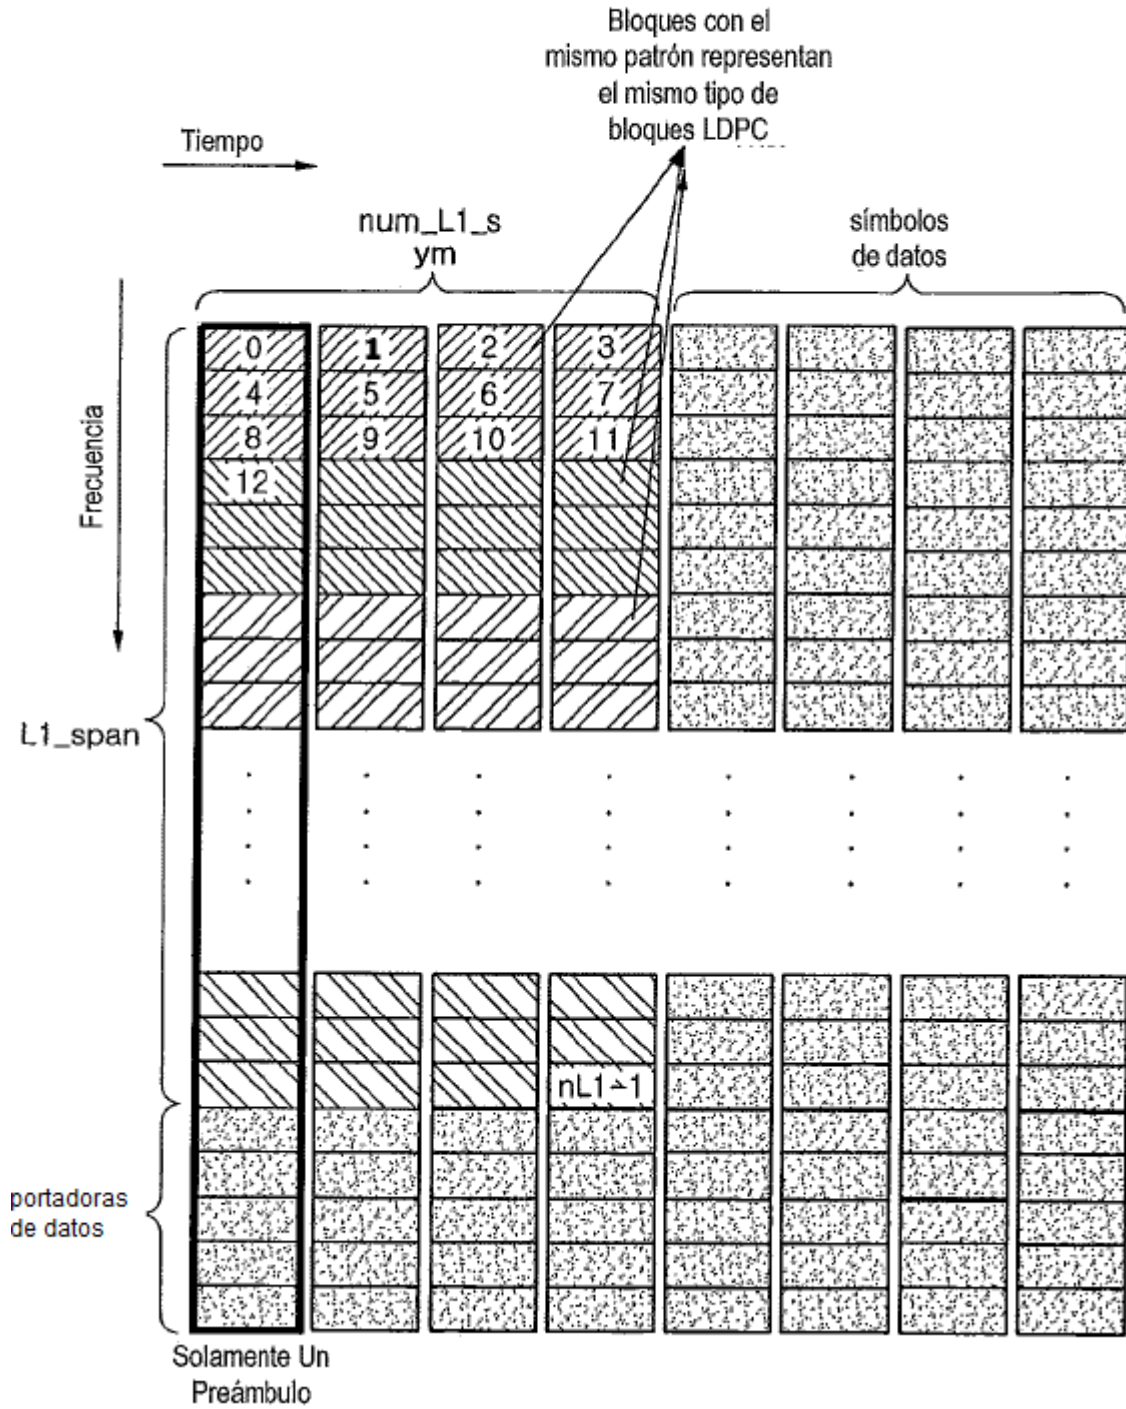 Bloques con el
mismo patrón representan
el mismo tipo de
bloques LDPC
Tiempo
num_L1_s
ym
símbolos
de datos
Frecuencia
0 1 2 3
4 5 6 7
8 9 10 11
12
L1_span
nL1-1
portadoras
de datos
Solamente Un
Preámbulo